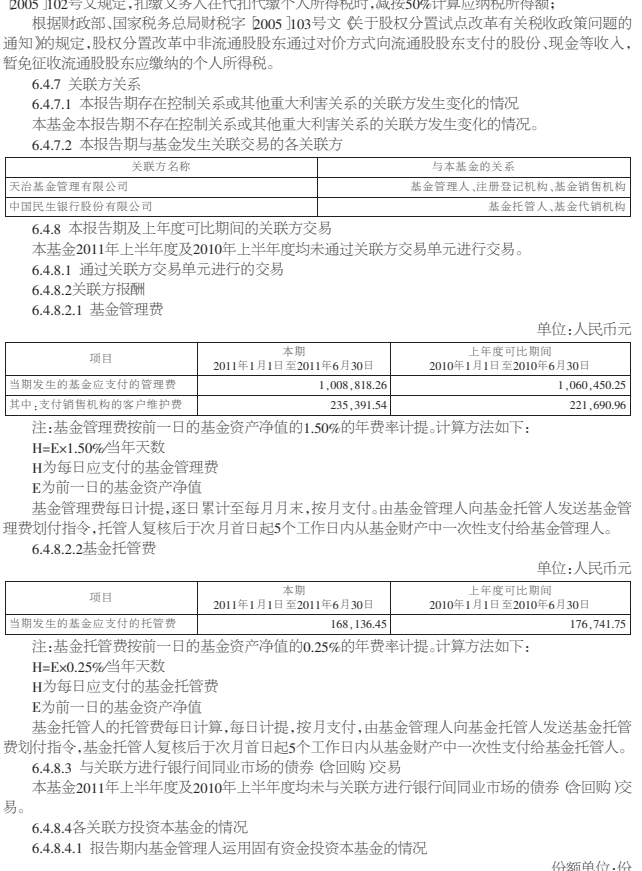 [2005]102号文规定，扣缴义务人在代扣代缴个人所得税时，减按50%计算应纳税所得额；
根据财政部、国家税务总局财税字[2005]103号文《关于股权分置试点改革有关税收政策问题的
通知》的规定，股权分置改革中非流通股股东通过对价方式向流通股股东支付的股份、现金等收入，
暂免征收流通股股东应缴纳的个人所得税。
6.4.7 关联方关系
6.4.7.1 本报告期存在控制关系或其他重大利害关系的关联方发生变化的情况
本基金本报告期不存在控制关系或其他重大利害关系的关联方发生变化的情况。
6.4.7.2 本报告期与基金发生关联交易的各关联方
关联方名称 与本基金的关系
天治基金管理有限公司 基金管理人、注册登记机构、基金销售机构
中国民生银行股份有限公司 基金托管人、基金代销机构
6.4.8 本报告期及上年度可比期间的关联方交易
本基金2011年上半年度及2010年上半年度均未通过关联方交易单元进行交易。
6.4.8.1 通过关联方交易单元进行的交易
6.4.8.2关联方报酬
6.4.8.2.1 基金管理费
单位：人民币元
项目 本期 上年度可比期间
2011年1月1日至2011年6月30日 2010年1月1日至2010年6月30日
当期发生的基金应支付的管理费 1,008,818.26 1,060,450.25
其中：支付销售机构的客户维护费 235,391.54 221,690.96
注：基金管理费按前一日的基金资产净值的1.50%的年费率计提。计算方法如下：
H=E×1.50%/当年天数
H为每日应支付的基金管理费
E为前一日的基金资产净值
基金管理费每日计提，逐日累计至每月月末，按月支付。由基金管理人向基金托管人发送基金管
理费划付指令，托管人复核后于次月首日起5个工作日内从基金财产中一次性支付给基金管理人。
6.4.8.2.2基金托管费
单位：人民币元
项目 本期 上年度可比期间
2011年1月1日至2011年6月30日 2010年1月1日至2010年6月30日
当期发生的基金应支付的托管费 168,136.45 176,741.75
注：基金托管费按前一日的基金资产净值的0.25%的年费率计提。计算方法如下：
H=E×0.25%/当年天数
H为每日应支付的基金托管费
E为前一日的基金资产净值
基金托管人的托管费每日计算，每日计提，按月支付，由基金管理人向基金托管人发送基金托管
费划付指令，基金托管人复核后于次月首日起5个工作日内从基金财产中一次性支付给基金托管人。
6.4.8.3 与关联方进行银行间同业市场的债券（含回购）交易
本基金2011年上半年度及2010年上半年度均未与关联方进行银行间同业市场的债券（含回购）交
易。
6.4.8.4各关联方投资本基金的情况
6.4.8.4.1 报告期内基金管理人运用固有资金投资本基金的情况
份额单位：份